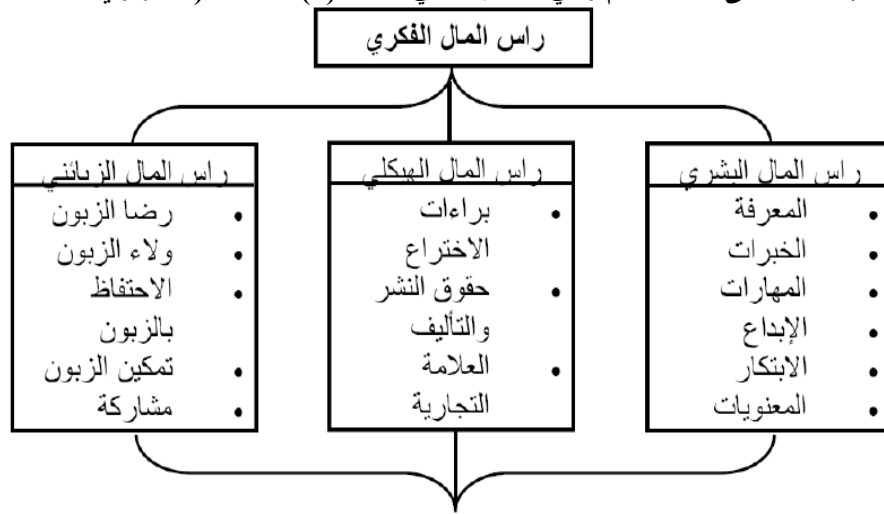 راس المال الفكري
راس المال البشري
• المعرفة
• الخبرات
• المهارات
• الإبداع
• الابتكار
• المعنويات
راس المال الهيكلي
• براءات
الاختراع
• حقوق النشر
والتأليف
• العلامة
التجارية
راس المال الزبائني
• رضا الزبون
• ولاء الزبون
• الاحتفاظ
بالزبون
• تمكين الزبون
• مشاركة